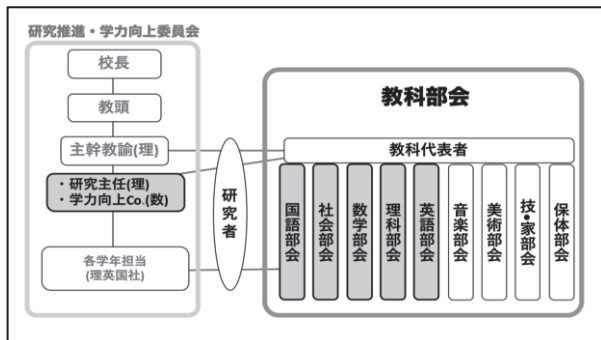 研究推進・学力向上委員会
校長
教頭
主幹教諭(理)
・研究主任(理)
・学力向上Co.(数)
各学年担当
(理英国社)
研究者
教科部会
教科代表者
国語部会
社会部会
数学部会
理科部会
英語部会
音楽部会
美術部会
技・家部会
保体部会